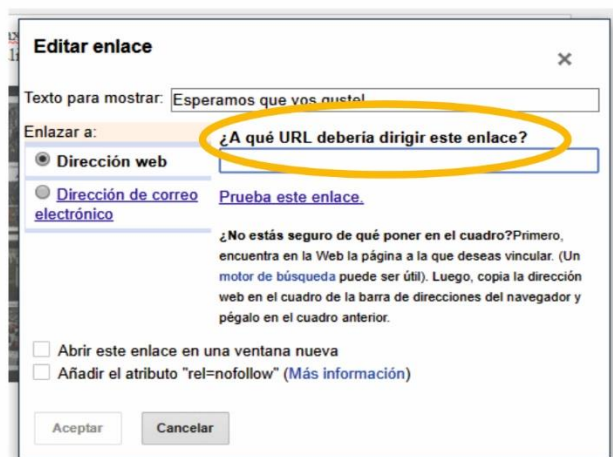 Editar enlace
×
Texto para mostrar: Esperamos que vos guste!
Enlazar a:
¿A qué URL debería dirigir este enlace?
Dirección web
Dirección de correo
electrónico
Prueba este enlace.
¿No estás seguro de qué poner en el cuadro?Primero,
encuentra en la Web la página a la que deseas vincular. (Un
motor de búsqueda puede ser útil). Luego, copia la dirección
web en el cuadro de la barra de direcciones del navegador y
pégalo en el cuadro anterior.
Abrir este enlace en una ventana nueva
Añadir el atributo "rel=nofollow" (Más información)
Aceptar
Cancelar